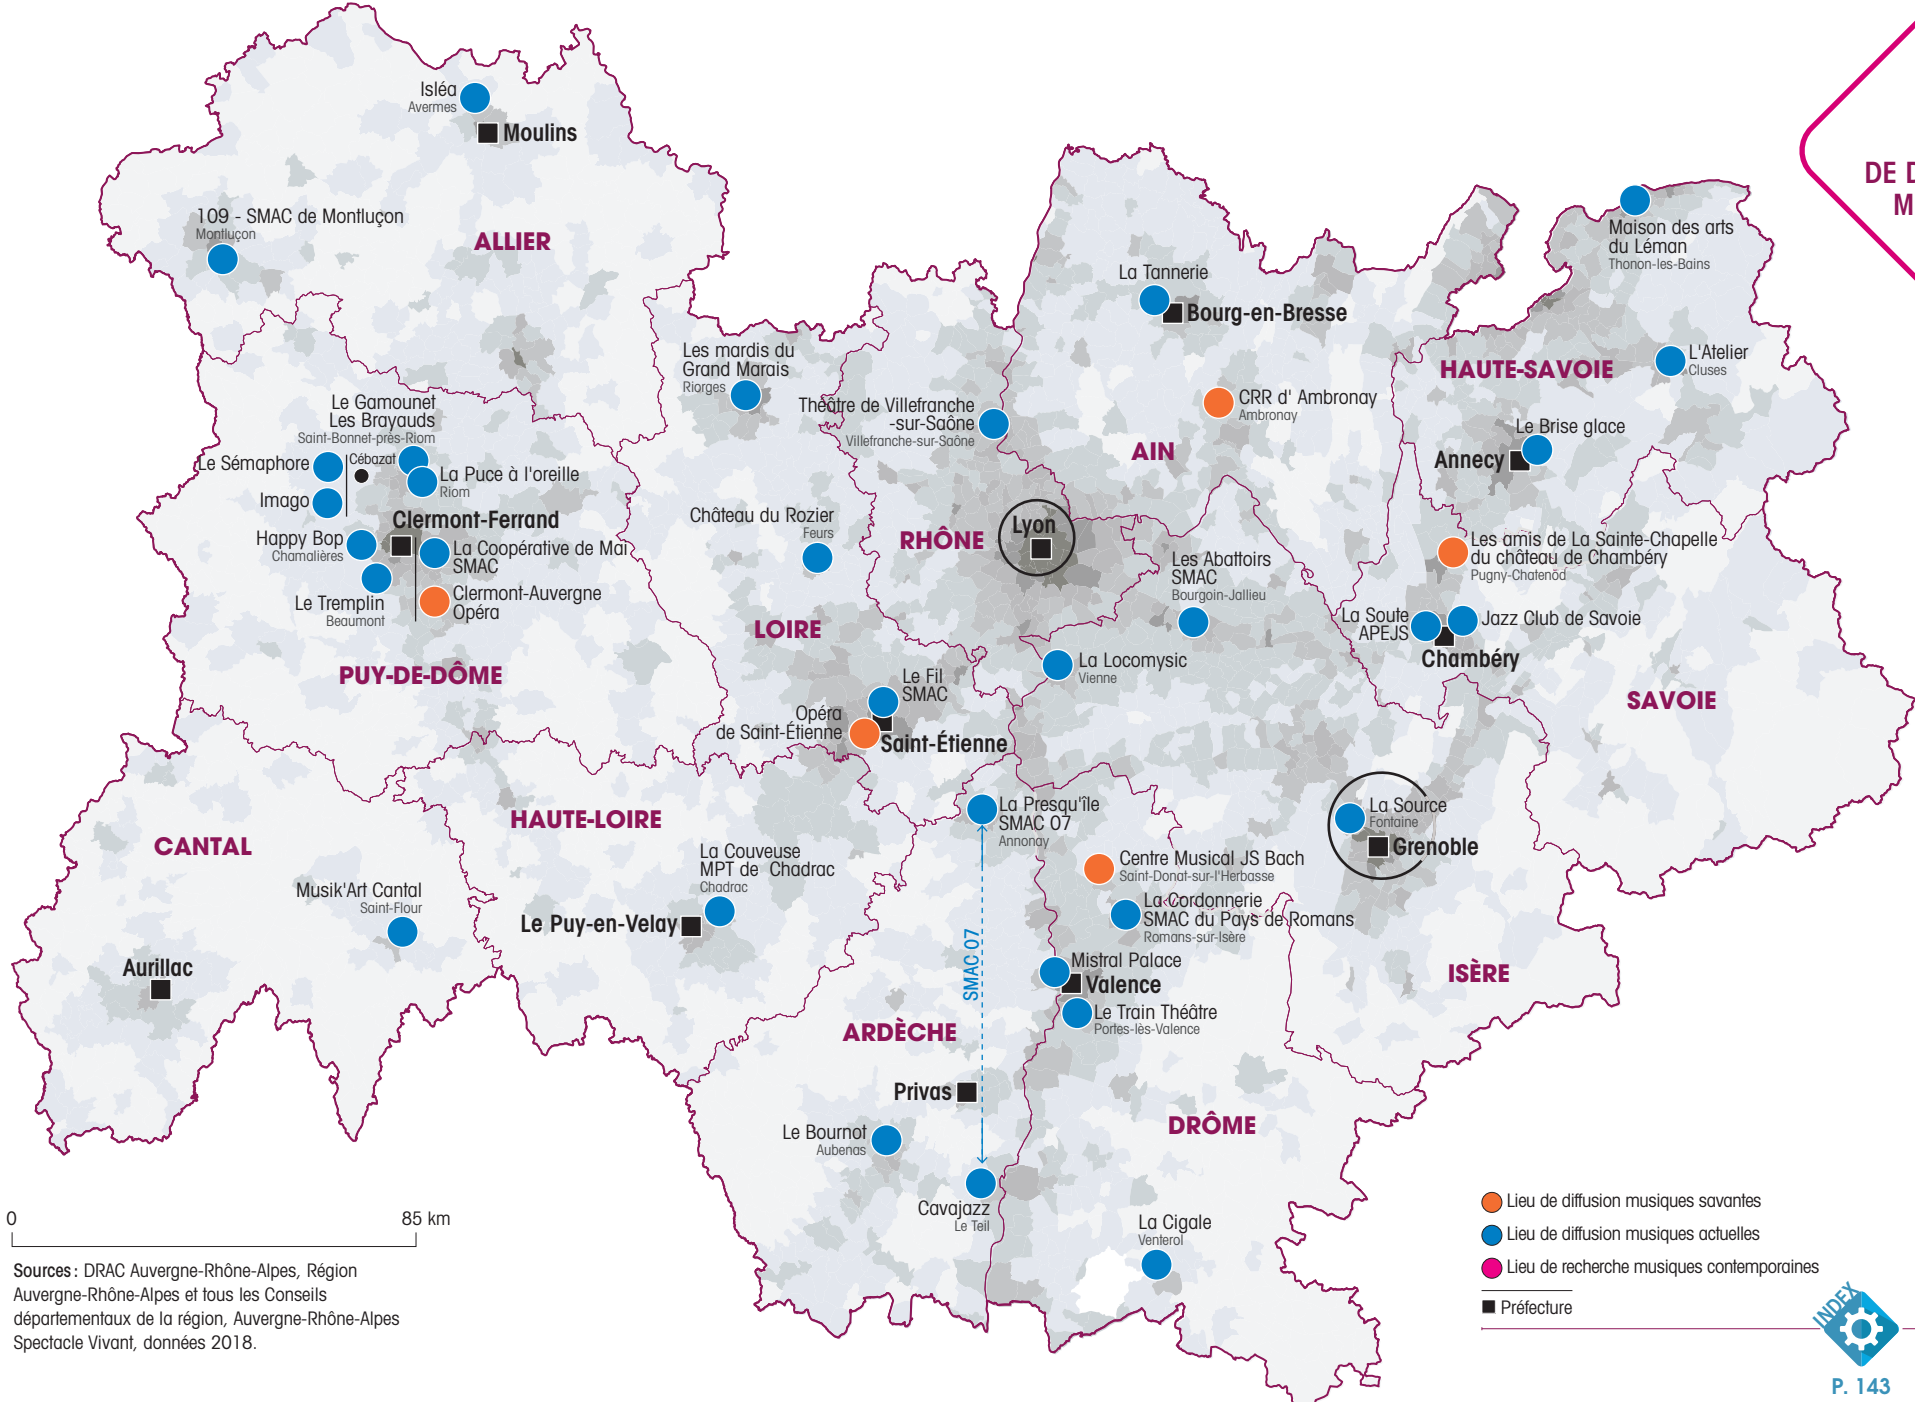 Isléa
Avermes
Moulins
109 - SMAC de Montluçon
Montluçon
ALLIER
DE D
M
Maison des arts
du Léman
Thonon-les-Bains
La Tannerie
Bourg-en-Bresse
Les mardis du
Grand Marais
Riorges
L'Atelier
Cluses
HAUTE-SAVOIE
CRR d' Ambronay
Ambronay
Théâtre de Villefranche
-sur-Saône
Villefranche-sur-Saône
AIN
Le Brise glace
Annecy
Le Gamounet
Les Brayauds
Saint-Bonnet-près-Riom
Le Sémaphore
Cébazat
La Puce à l'oreille
Riom
Imago
Clermont-Ferrand
Happy Bop
Chamalières
La Coopérative de Mai
SMAC
Le Tremplin
Beaumont
Clermont-Auvergne
Opéra
PUY-DE-DÔME
Château du Rozier
Feurs
RHÔNE
Lyon
Les Abattoirs
SMAC
Bourgoin-Jallieu
Les amis de La Sainte-Chapelle
du château de Chambéry
Pugny-Chatenôd
La Soute
APEJS
Jazz Club de Savoie
Chambéry
LOIRE
La Locomysic
Vienne
Le Fil
SMAC
Opéra
de Saint-Étienne
Saint-Étienne
SAVOIE
CANTAL
HAUTE-LOIRE
La Presqu'île
SMAC 07
Annonay
La Source
Fontaine
Grenoble
La Couveuse
MPT de Chadrac
Chadrac
Centre Musical JS Bach
Saint-Donat-sur-l'Herbasse
Musik'Art Cantal
Saint-Flour
Le Puy-en-Velay
La Cordonnerie
SMAC du Pays de Romans
Romans-sur-Isère
Aurillac
SMAC 07
Mistral Palace
Valence
ISÈRE
Le Train Théâtre
Portes-lès-Valence
ARDÈCHE
Privas
DRÔME
Le Bournot
Aubenas
Cavajazz
Le Teil
La Cigale
Venterol
0
85 km
Sources : DRAC Auvergne-Rhône-Alpes, Région
Auvergne-Rhône-Alpes et tous les Conseils
départementaux de la région, Auvergne-Rhône-Alpes
Spectacle Vivant, données 2018.
Lieu de diffusion musiques savantes
Lieu de diffusion musiques actuelles
Lieu de recherche musiques contemporaines
Préfecture
INDEX
P. 143